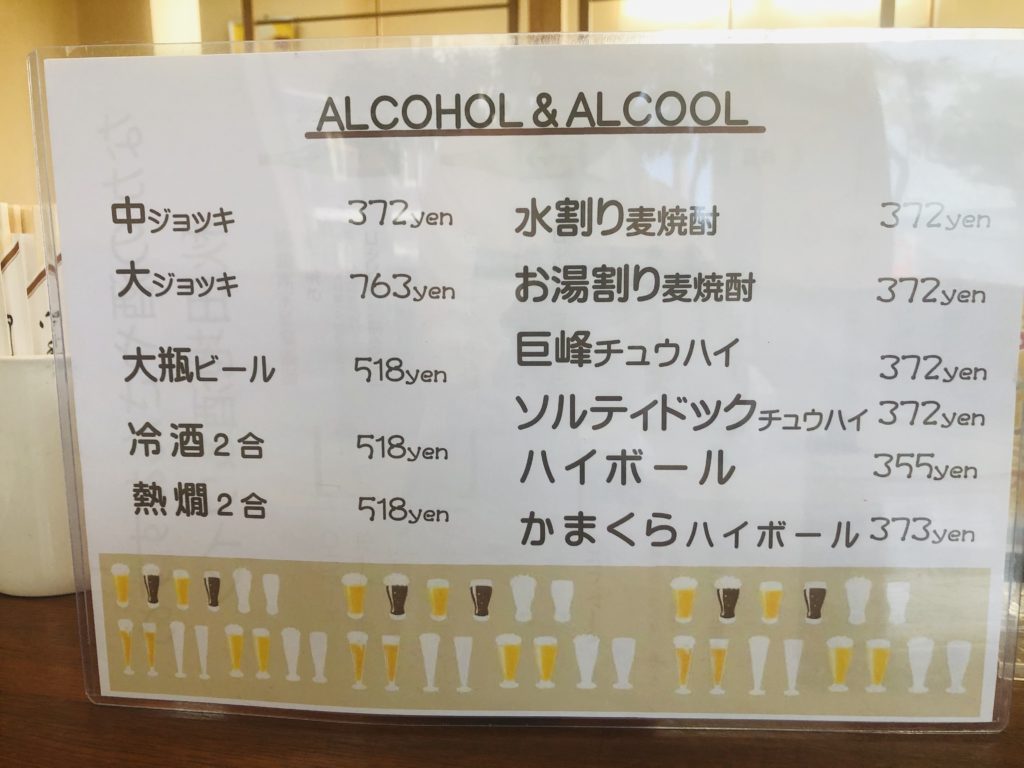 ALCOHOL & ALCOOL
中ジョッキ 372yen
大ジョッキ 763yen
大瓶ビール 518yen
冷酒2合 518yen
熱燗2合 518yen
水割り麦焼酎 372yen
お湯割り麦焼酎 372yen
巨峰チュウハイ 372yen
ソルティドックチュウハイ 372yen
ハイボール 355yen
かまくらハイボール 373yen